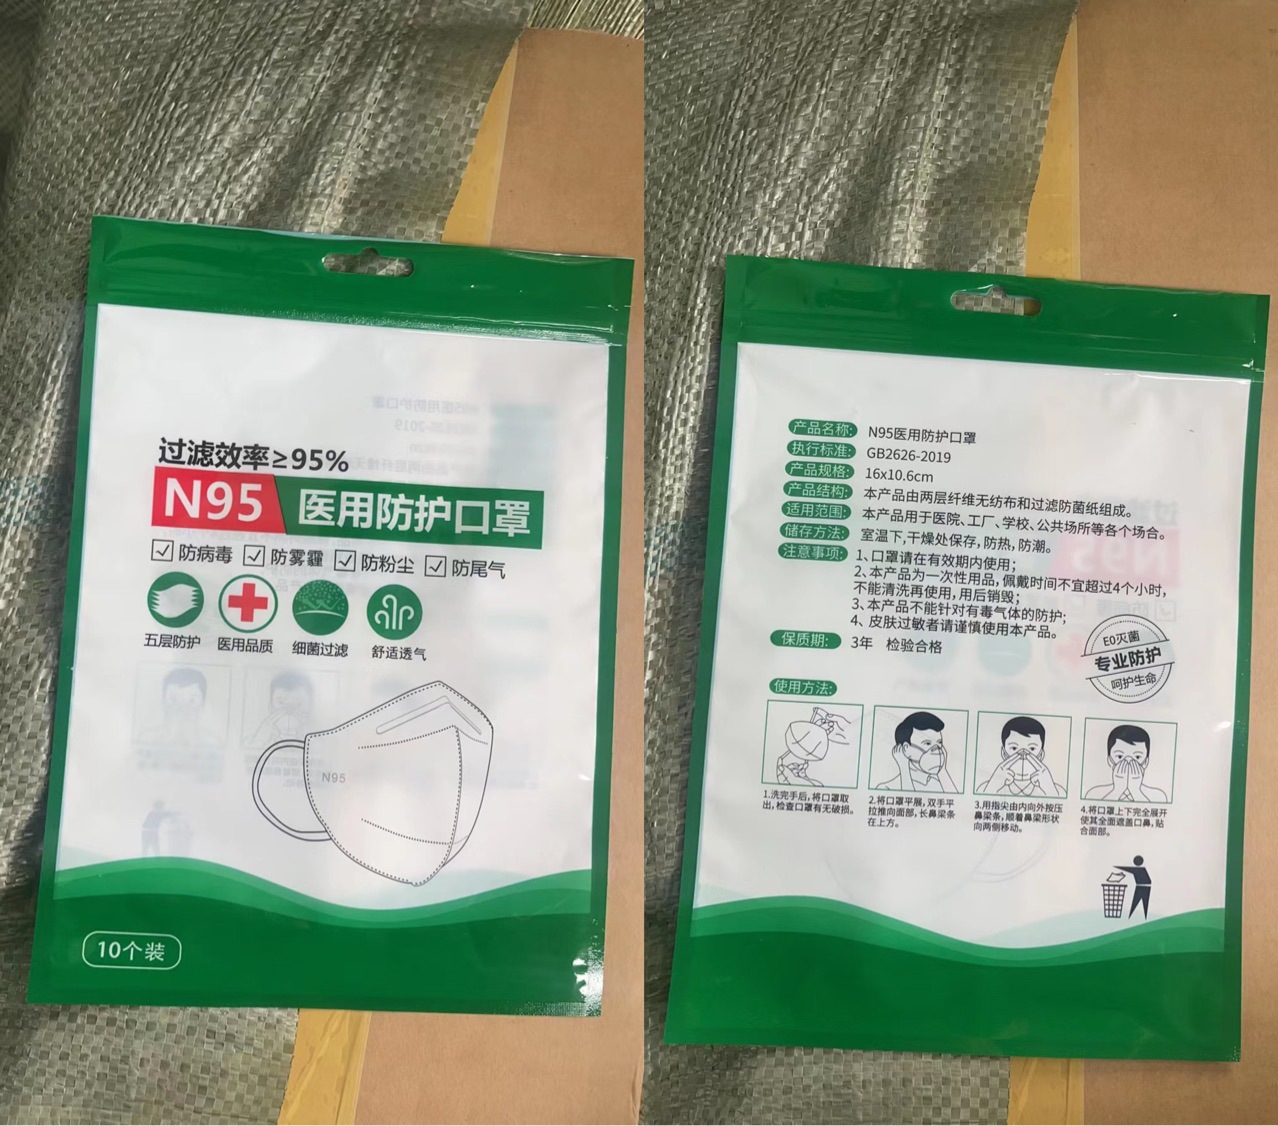 过滤效率≥95%
N95 医用防护口罩
防病毒 防雾霾 防粉尘 防尾气
五层防护 医用品质 细菌过滤 舒适透气
N95
10个装
产品名称: N95医用防护口罩
执行标准: GB2626-2019
产品规格: 16x10.6cm
产品结构: 本产品由两层纤维无纺布和过滤防菌纸组成。
适用范围: 本产品用于医院、工厂、学校、公共场所等各个场合。
储存方法: 室温下,干燥处保存,防热,防潮。
注意事项: 1、口罩请在有效期内使用;
2、本产品为一次性用品,佩戴时间不宜超过4个小时,
不能清洗再使用,用后销毁;
3、本产品不能针对有毒气体的防护;
4、皮肤过敏者请谨慎使用本产品。
保质期: 3年 检验合格
E0灭菌
专业防护
呵护生命
使用方法:
1.洗完手后,将口罩取
出,检查口罩有无破损。
2.将口罩平展,双手平
拉推向面部,长鼻梁条
在上方。
3.用指尖由内向外按压
鼻梁条,顺着鼻梁形状
向两侧移动。
4.将口罩上下完全展开
使其全面遮盖口鼻,贴
合面部。